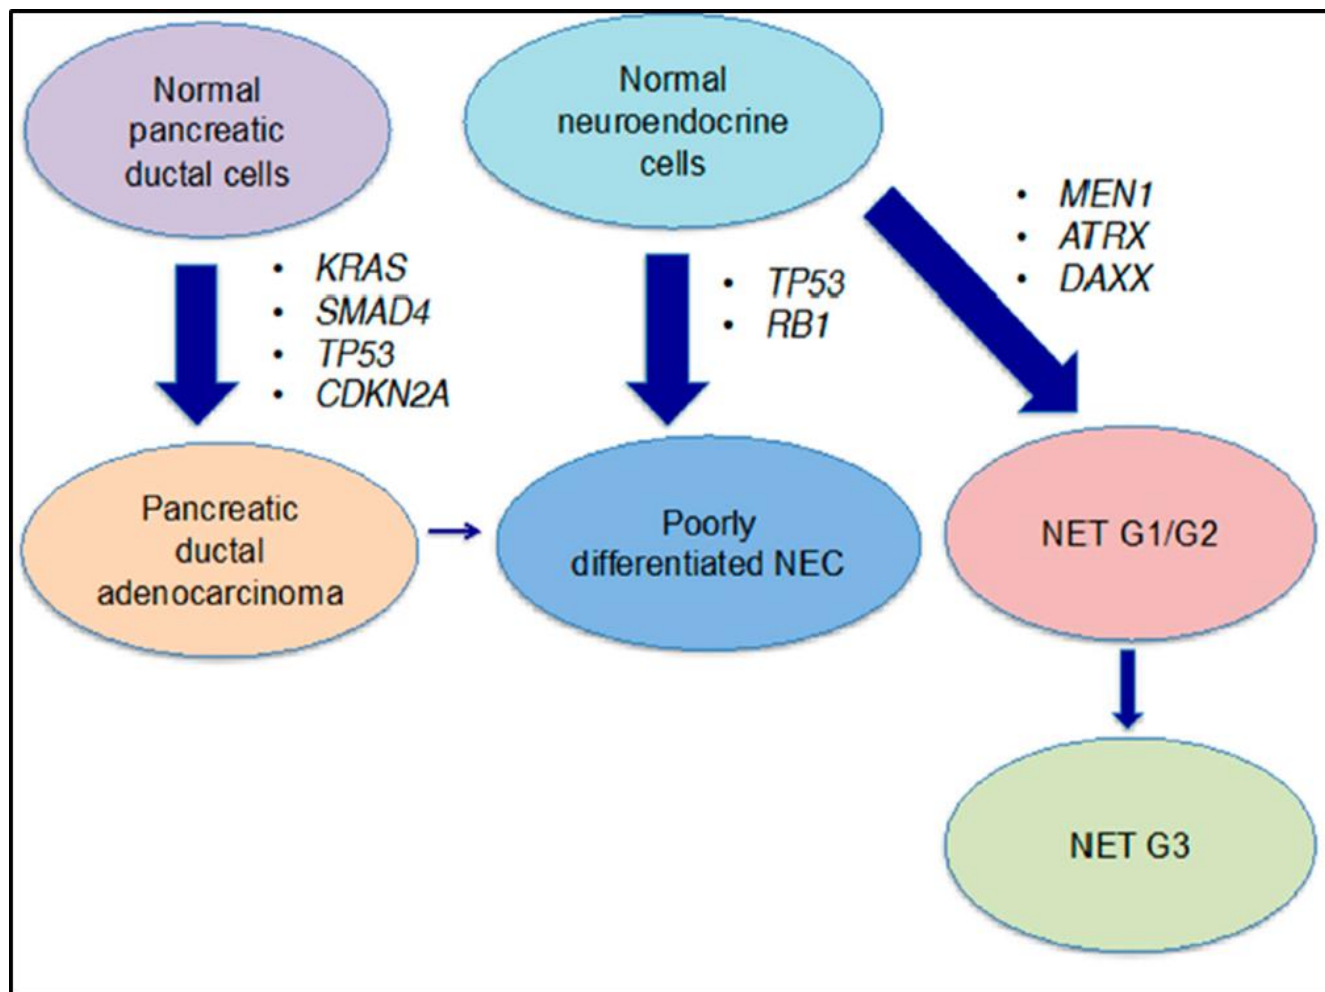 Normal
pancreatic
ductal cells
Normal
neuroendocrine
cells
• MEN1
• ATRX
• DAXX
• KRAS
• SMAD4
• TP53
• CDKN2A
• TP53
• RB1
Pancreatic
ductal
adenocarcinoma
Poorly
differentiated NEC
NET G1/G2
NET G3